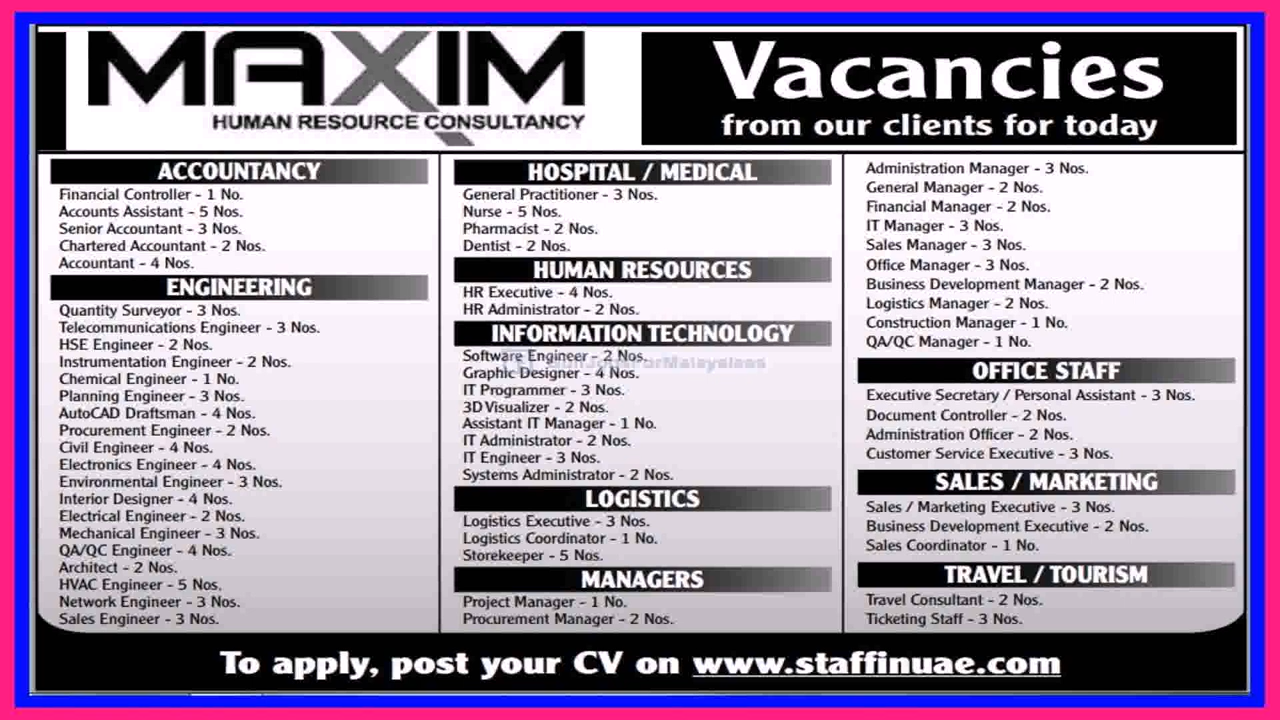 MAXIM
HUMAN RESOURCE CONSULTANCY
Vacancies
from our clients for today
ACCOUNTANCY
Financial Controller - 1 No.
Accounts Assistant - 5 Nos.
Senior Accountant - 3 Nos.
Chartered Accountant - 2 Nos.
Accountant - 4 Nos.
ENGINEERING
Quantity Surveyor - 3 Nos.
Telecommunications Engineer - 3 Nos.
HSE Engineer - 2 Nos.
Instrumentation Engineer - 2 Nos.
Chemical Engineer - 1 No.
Planning Engineer - 3 Nos.
AutoCAD Draftsman - 4 Nos.
Procurement Engineer - 2 Nos.
Civil Engineer - 4 Nos.
Electronics Engineer - 4 Nos.
Environmental Engineer - 3 Nos.
Interior Designer - 4 Nos.
Electrical Engineer - 2 Nos.
Mechanical Engineer - 3 Nos.
QA/QC Engineer - 4 Nos.
Architect - 2 Nos.
HVAC Engineer - 5 Nos.
Network Engineer - 3 Nos.
Sales Engineer - 3 Nos.
HOSPITAL / MEDICAL
General Practitioner - 3 Nos.
Nurse - 5 Nos.
Pharmacist - 2 Nos.
Dentist - 2 Nos.
HUMAN RESOURCES
HR Executive - 4 Nos.
HR Administrator - 2 Nos.
INFORMATION TECHNOLOGY
Software Engineer - 2 Nos.
Graphic Designer - 4 Nos.
IT Programmer - 3 Nos.
3D Visualizer - 2 Nos.
Assistant IT Manager - 1 No.
IT Administrator - 2 Nos.
IT Engineer - 3 Nos.
Systems Administrator - 2 Nos.
LOGISTICS
Logistics Executive - 3 Nos.
Logistics Coordinator - 1 No.
Storekeeper - 5 Nos.
MANAGERS
Project Manager - 1 No.
Procurement Manager - 2 Nos.
Administration Manager - 3 Nos.
General Manager - 2 Nos.
Financial Manager - 2 Nos.
IT Manager - 3 Nos.
Sales Manager - 3 Nos.
Office Manager - 3 Nos.
Business Development Manager - 2 Nos.
Logistics Manager - 2 Nos.
Construction Manager - 1 No.
QA/QC Manager - 1 No.
OFFICE STAFF
Executive Secretary / Personal Assistant - 3 Nos.
Document Controller - 2 Nos.
Administration Officer - 2 Nos.
Customer Service Executive - 3 Nos.
SALES / MARKETING
Sales / Marketing Executive - 3 Nos.
Business Development Executive - 2 Nos.
Sales Coordinator - 1 No.
TRAVEL / TOURISM
Travel Consultant - 2 Nos.
Ticketing Staff - 3 Nos.
To apply, post your CV on www.staffinuae.com